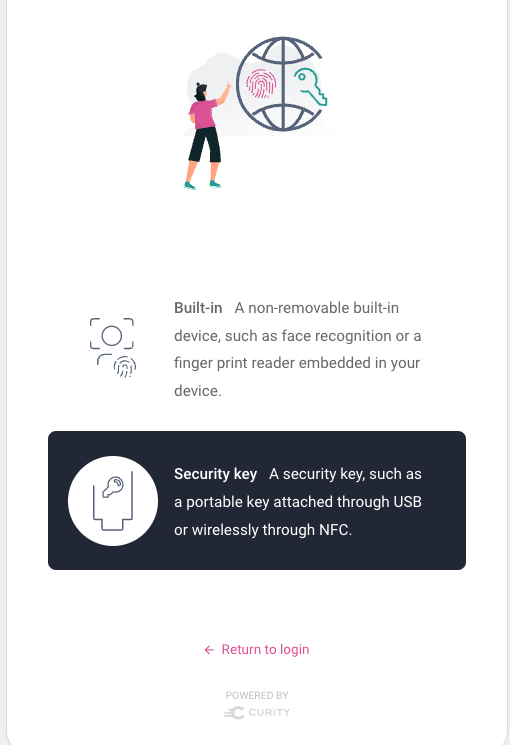 Built-in A non-removable built-in
device, such as face recognition or a
finger print reader embedded in your
device.
Security key A security key, such as
a portable key attached through USB
or wirelessly through NFC.
← Return to login
POWERED BY
CURITY